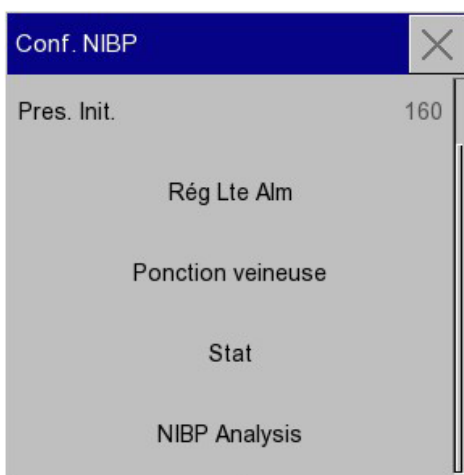 Conf. NIBP
Pres. Init. 160
Rég Lte Alm
Ponction veineuse
Stat
NIBP Analysis